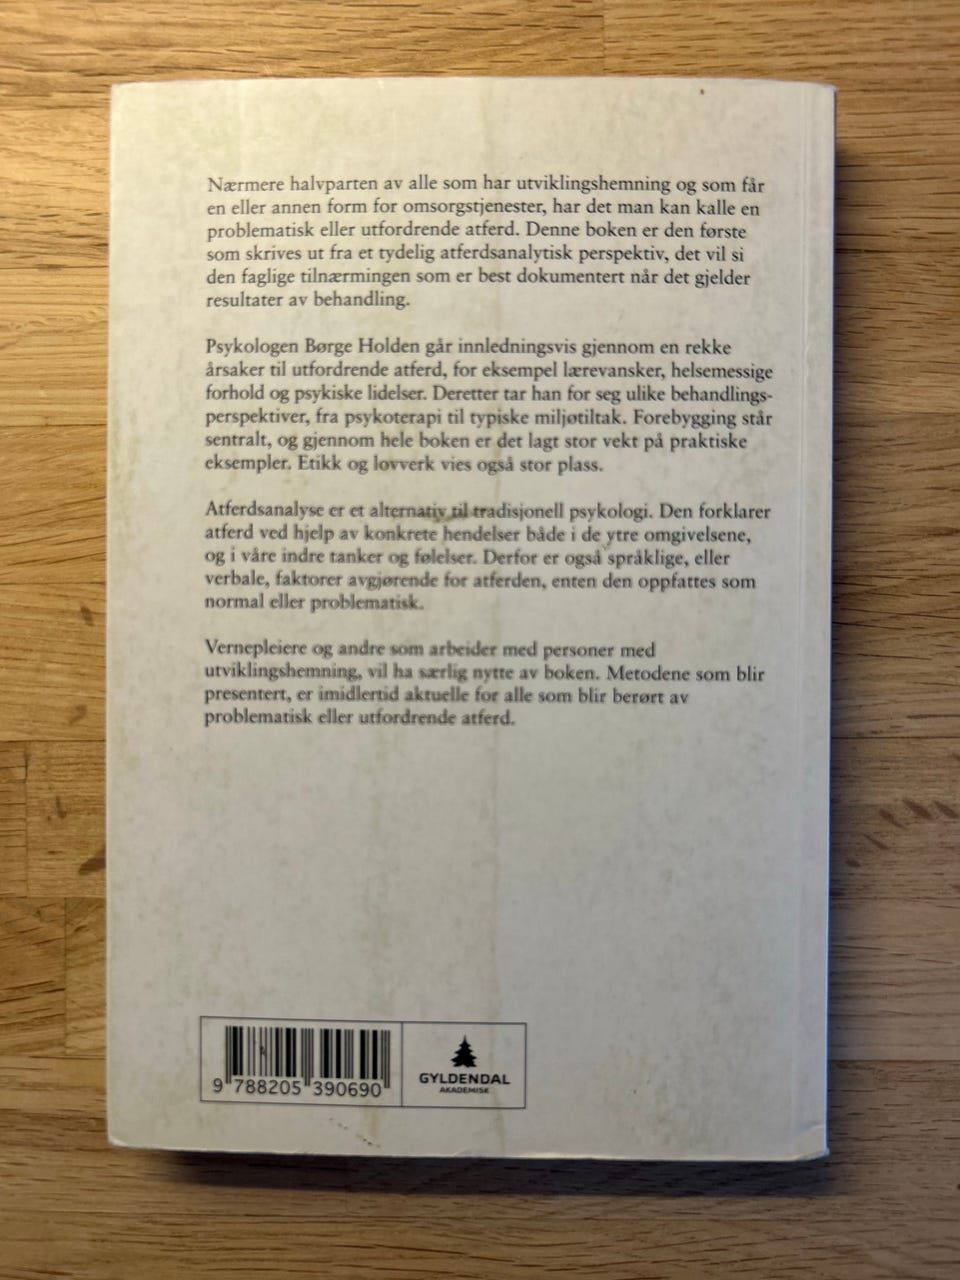 Nærmere halvparten av alle som har utviklingshemning og som får
en eller annen form for omsorgstjenester, har det man kan kalle en
problematisk eller utfordrende atferd. Denne boken er den første
som skrives ut fra et tydelig atferdsanalytisk perspektiv, det vil si
den faglige tilnærmingen som er best dokumentert når det gjelder
resultater av behandling.
Psykologen Børge Holden går innledningsvis gjennom en rekke
årsaker til utfordrende atferd, for eksempel lærevansker, helsemessige
forhold og psykiske lidelser. Deretter tar han for seg ulike behandlings-
perspektiver, fra psykoterapi til typiske miljøtiltak. Forebygging står
sentralt, og gjennom hele boken er det lagt stor vekt på praktiske
eksempler. Etikk og lovverk vies også stor plass.
Atferdsanalyse er et alternativ til tradisjonell psykologi. Den forklarer
atferd ved hjelp av konkrete hendelser både i de ytre omgivelsene,
og i våre indre tanker og følelser. Derfor er også språklige, eller
verbale, faktorer avgjørende for atferden, enten den oppfattes som
normal eller problematisk.
Vernepleiere og andre som arbeider med personer med
utviklingshemning, vil ha særlig nytte av boken. Metodene som blir
presentert, er imidlertid aktuelle for alle som blir berørt av
problematisk eller utfordrende atferd.
9 788205 390690
GYLDENDAL
AKADEMISK